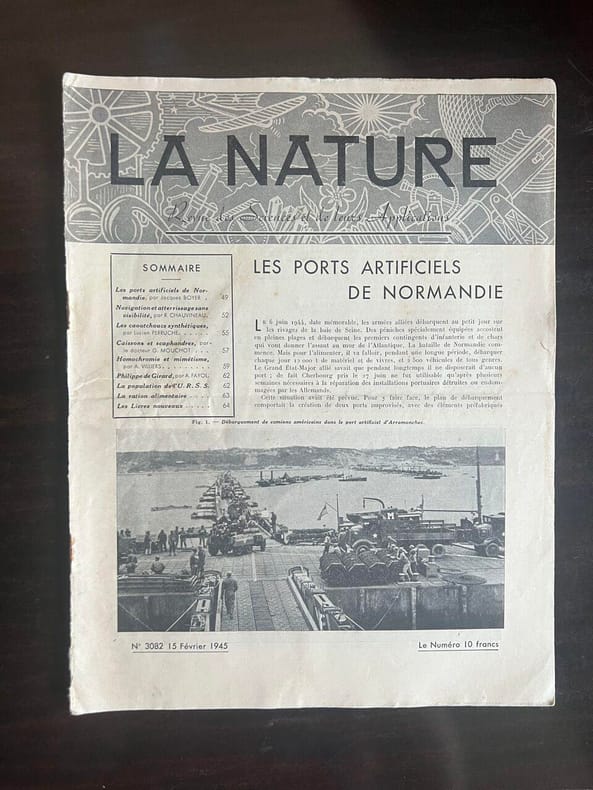 LA NATURE
Revue des Sciences et de leurs Applications
SOMMAIRE
Les ports artificiels de Nor-
mandie, par Jacques BOYER . 49
Navigation et atterrissage sans
visibilité, par P. CHAUVINEAU. 52
Les caoutchoucs synthétiques,
par Lucien PERRUCHE. . . . . . 55
Caissons et scaphandres, par
le docteur G. MOUCHOT . . . . 57
Homochromie et mimétisme,
par A. VILLIERS. . . . . . . . 59
Philippe de Girard, par A. FAYOL. 62
La population de l'U. R. S. S. 62
La ration alimentaire . . . . 63
Les Livres nouveaux . . . . . 64
LES PORTS ARTIFICIELS
DE NORMANDIE
LE 6 juin 1944, date mémorable, les armées alliées débarquent au petit jour sur
les rivages de la baie de Seine. Des péniches spécialement équipées accostent
en pleines plages et débarquent les premiers contingents d'infanterie et de chars
qui vont donner l'assaut au mur de l'Atlantique. La bataille de Normandie com-
mence. Mais pour l'alimenter, il va falloir, pendant une longue période, débarquer
chaque jour 12 000 t de matériel et de vivres, et 2 500 véhicules de tous genres.
Le Grand État-Major allié savait que pendant longtemps il ne disposerait d'aucun
port ; de fait Cherbourg pris le 27 juin ne fut utilisable qu'après plusieurs
semaines nécessaires à la réparation des installations portuaires détruites ou endom-
magées par les Allemands.
Cette situation avait été prévue. Pour y faire face, le plan de débarquement
comportait la création de deux ports improvisés, avec des éléments préfabriqués
Fig. 1. — Débarquement de camions américains dans le port artificiel d'Arromanches.
N° 3082 15 Février 1945
Le Numéro 10 francs